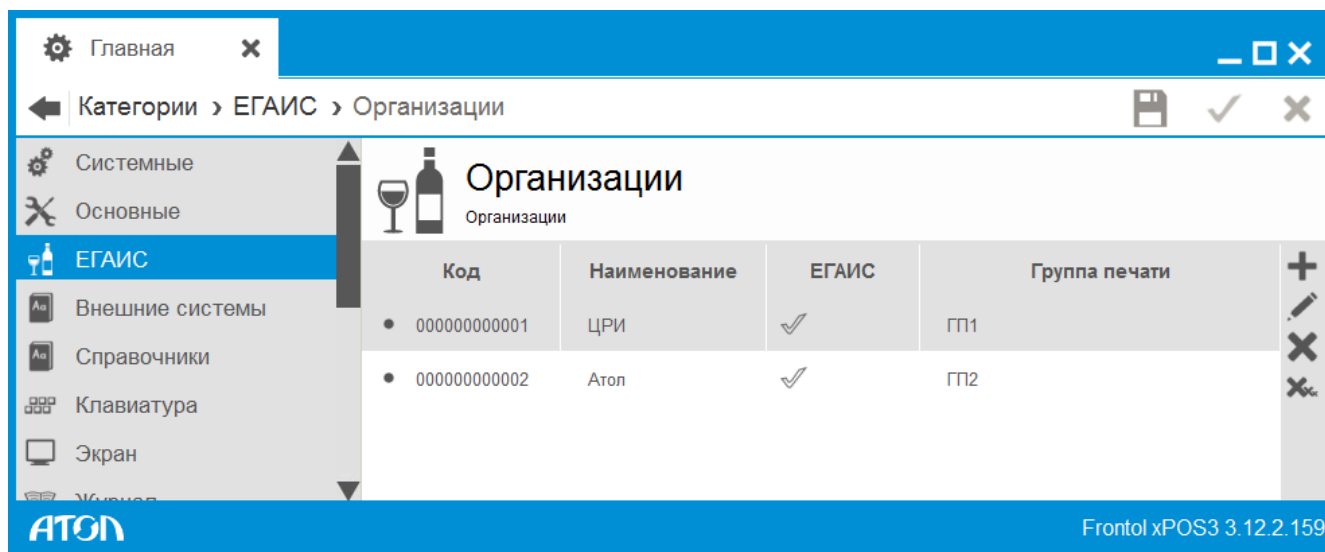 Главная
Категории › ЕГАИС › Организации
Системные
Основные
ЕГАИС
Внешние системы
Справочники
Клавиатура
Экран
Журнал
Организации
Организации
Код Наименование ЕГАИС Группа печати
000000000001 ЦРИ ГП1
000000000002 Атол ГП2
АТОЛ Frontol xPOS3 3.12.2.159